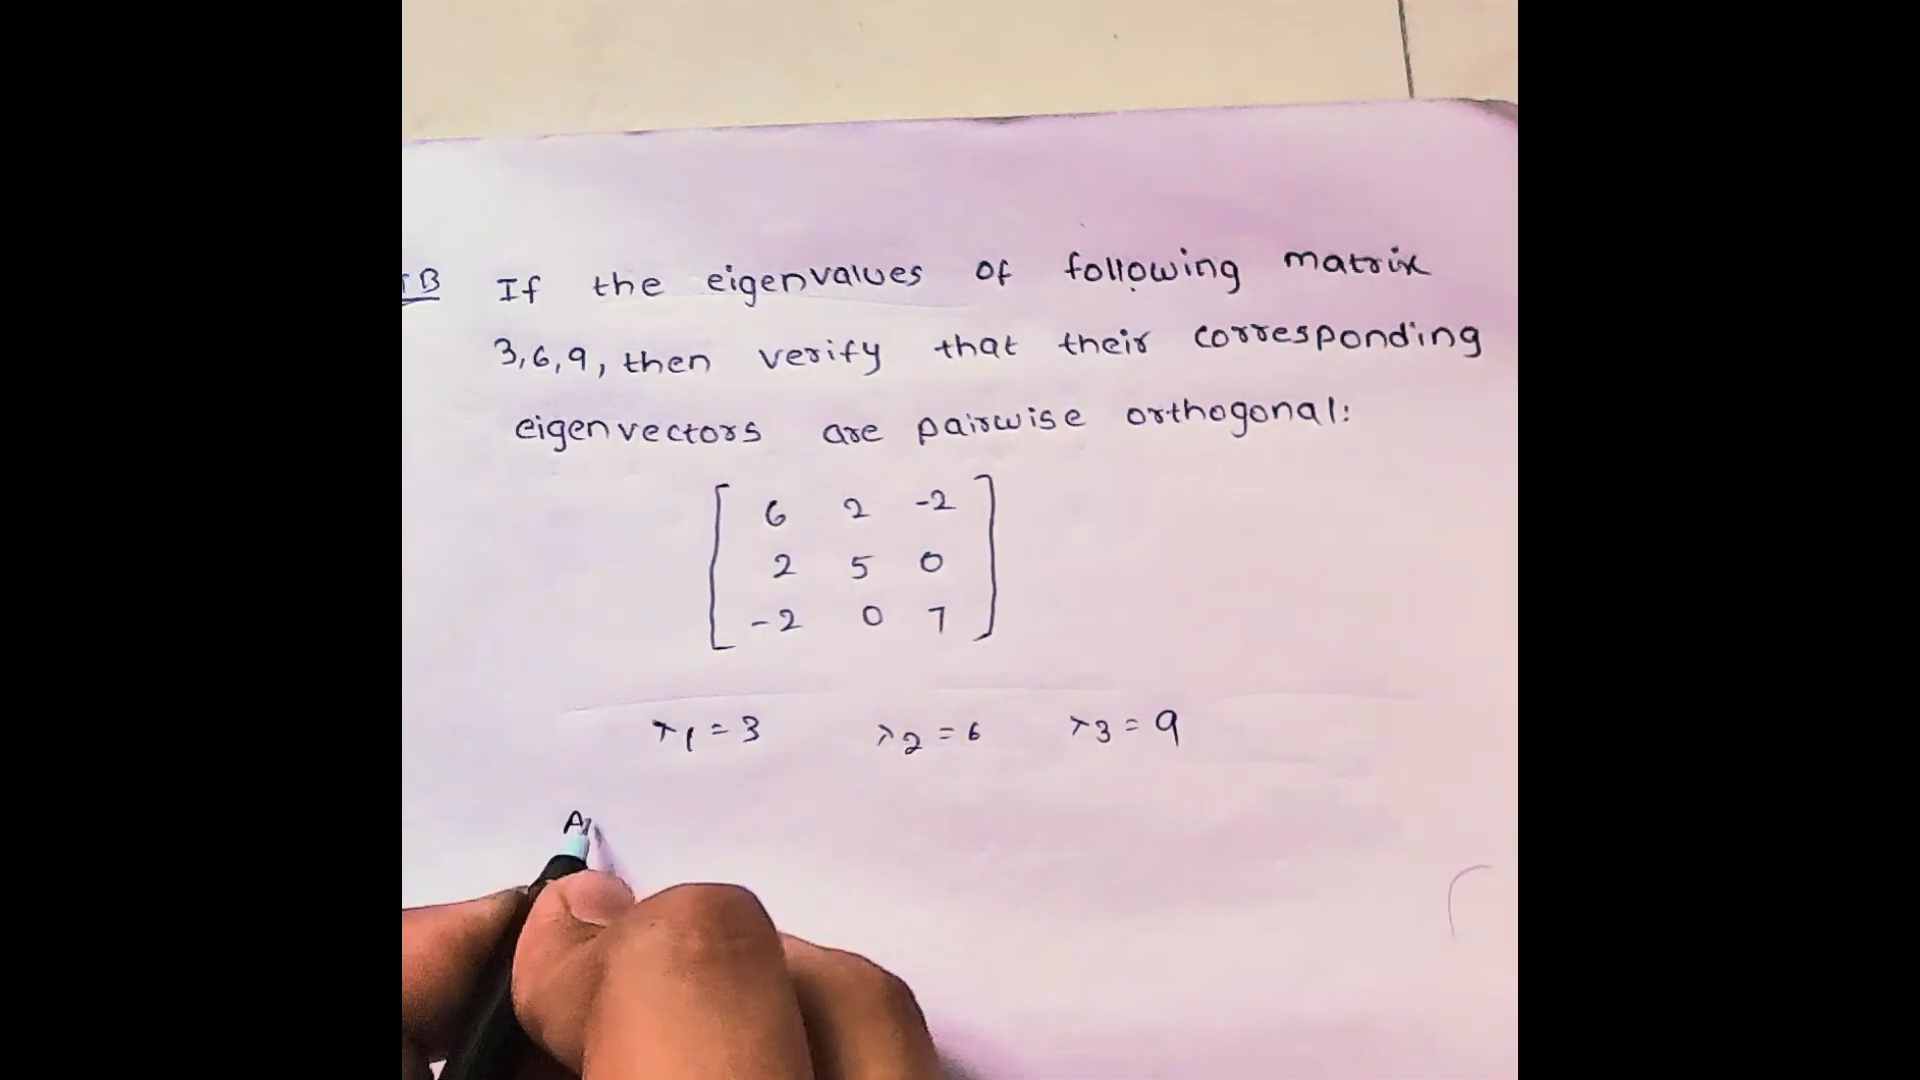 B If the eigenvalues of following matrix
3,6,9, then verify that their corresponding
eigenvectors are pairwise orthogonal:
6 2 -2
2 5 0
-2 0 7
λ1 = 3 λ2 = 6 λ3 = 9
A